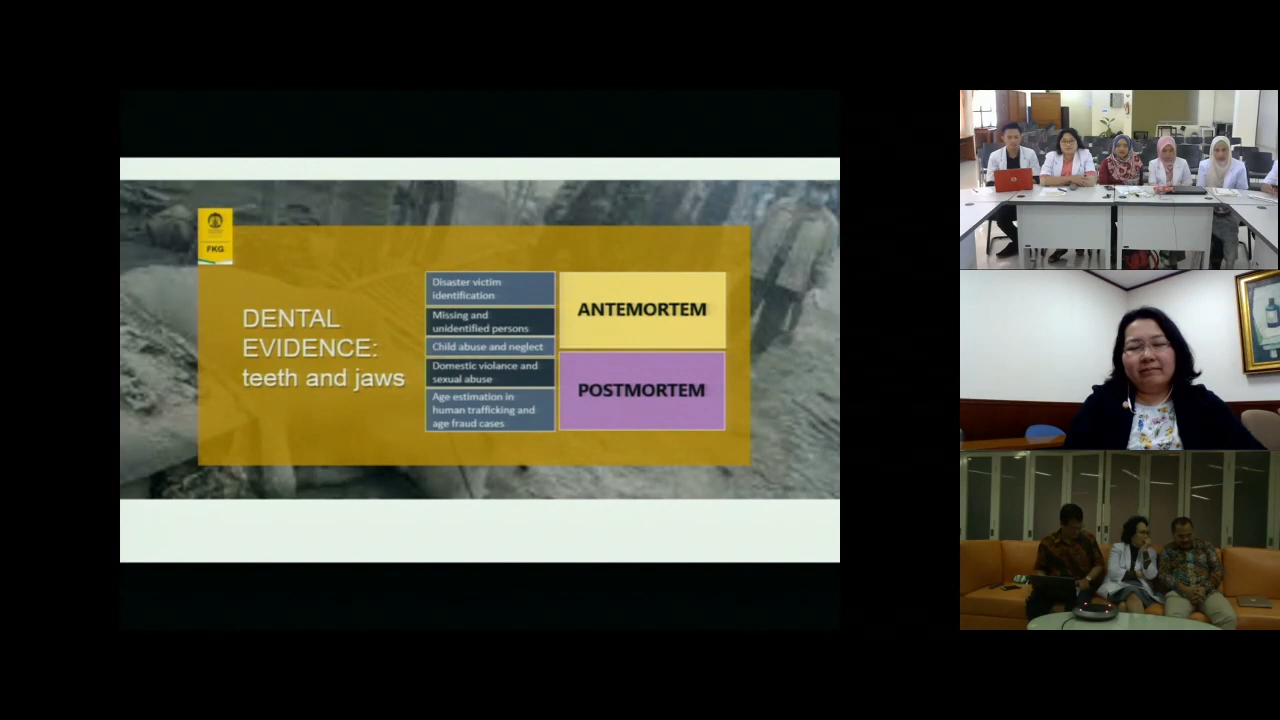 FKG
DENTAL
EVIDENCE:
teeth and jaws
Disaster victim
identification
Missing and
unidentified persons
Child abuse and neglect
Domestic violence and
sexual abuse
Age estimation in
human trafficking and
age fraud cases
ANTEMORTEM
POSTMORTEM